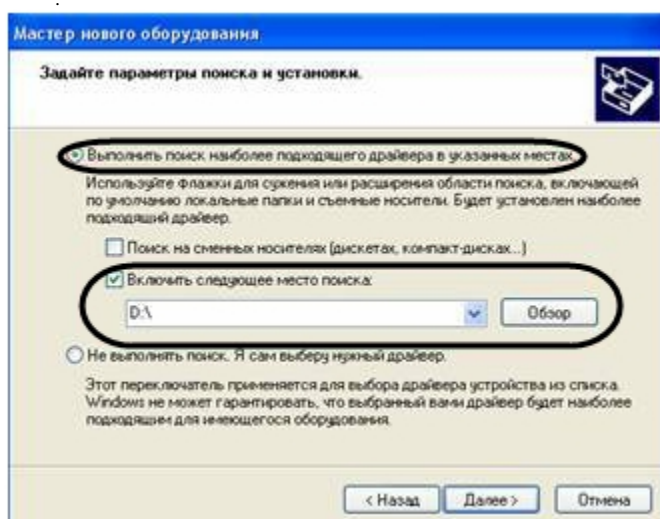 Мастер нового оборудования
Задайте параметры поиска и установки.
Выполнить поиск наиболее подходящего драйвера в указанных местах.
Используйте флажки для сужения или расширения области поиска, включающей
по умолчанию локальные папки и съемные носители. Будет установлен наиболее
подходящий драйвер.
Поиск на сменных носителях (дискетах, компакт-дисках...)
Включить следующее место поиска:
D:\
Обзор
Не выполнять поиск. Я сам выберу нужный драйвер.
Этот переключатель применяется для выбора драйвера устройства из списка.
Windows не может гарантировать, что выбранный вами драйвер будет наиболее
подходящим для имеющегося оборудования.
< Назад
Далее >
Отмена